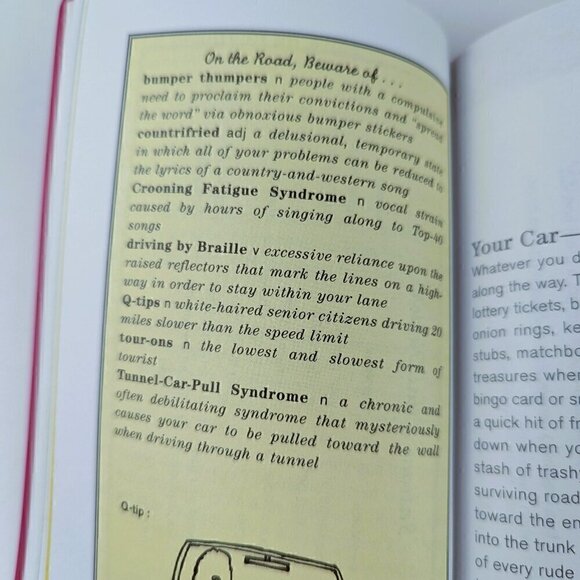 On the Road, Beware of . . .
bumper thumpers n people with a compulsive
need to proclaim their convictions and "spread
the word" via obnoxious bumper stickers
countrified adj a delusional, temporary state
in which all of your problems can be reduced to
the lyrics of a country-and-western song
Crooning Fatigue Syndrome n vocal strain
caused by hours of singing along to Top-40
songs
driving by Braille v excessive reliance upon the
raised reflectors that mark the lines on a high-
way in order to stay within your lane
Q-tips n white-haired senior citizens driving 20
miles slower than the speed limit
tour-ons n the lowest and slowest form of
tourist
Tunnel-Car-Pull Syndrome n a chronic and
often debilitating syndrome that mysteriously
causes your car to be pulled toward the wall
when driving through a tunnel
Q-tip :
Your Car—
Whatever you d
along the way. T
lottery tickets, b
onion rings, ke
stubs, matchbo
treasures when
bingo card or sn
a quick hit of fr
down when yo
stash of trash
surviving road
toward the en
into the trunk
of every rude